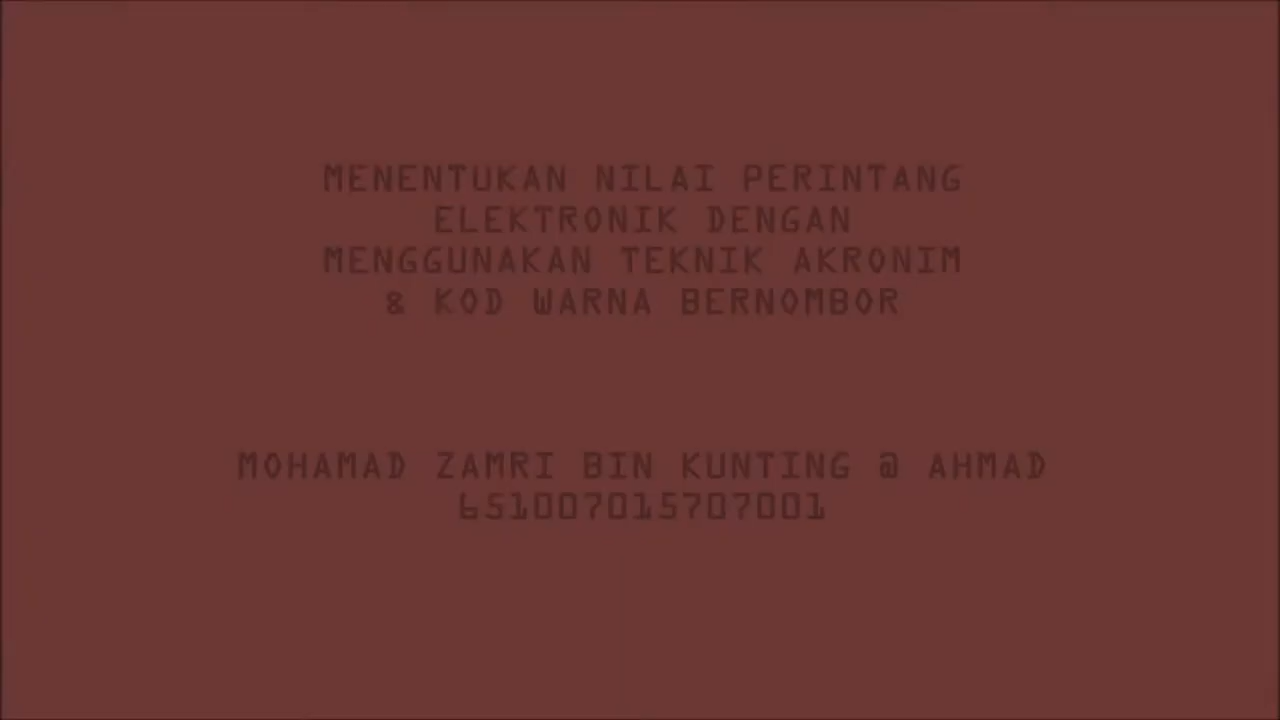 MENENTUKAN NILAI PERINTANG
ELEKTRONIK DENGAN
MENGGUNAKAN TEKNIK AKRONIM
& KOD WARNA BERNOMBOR
MOHAMAD ZAMRI BIN KUNTING @ AHMAD
651007015707001